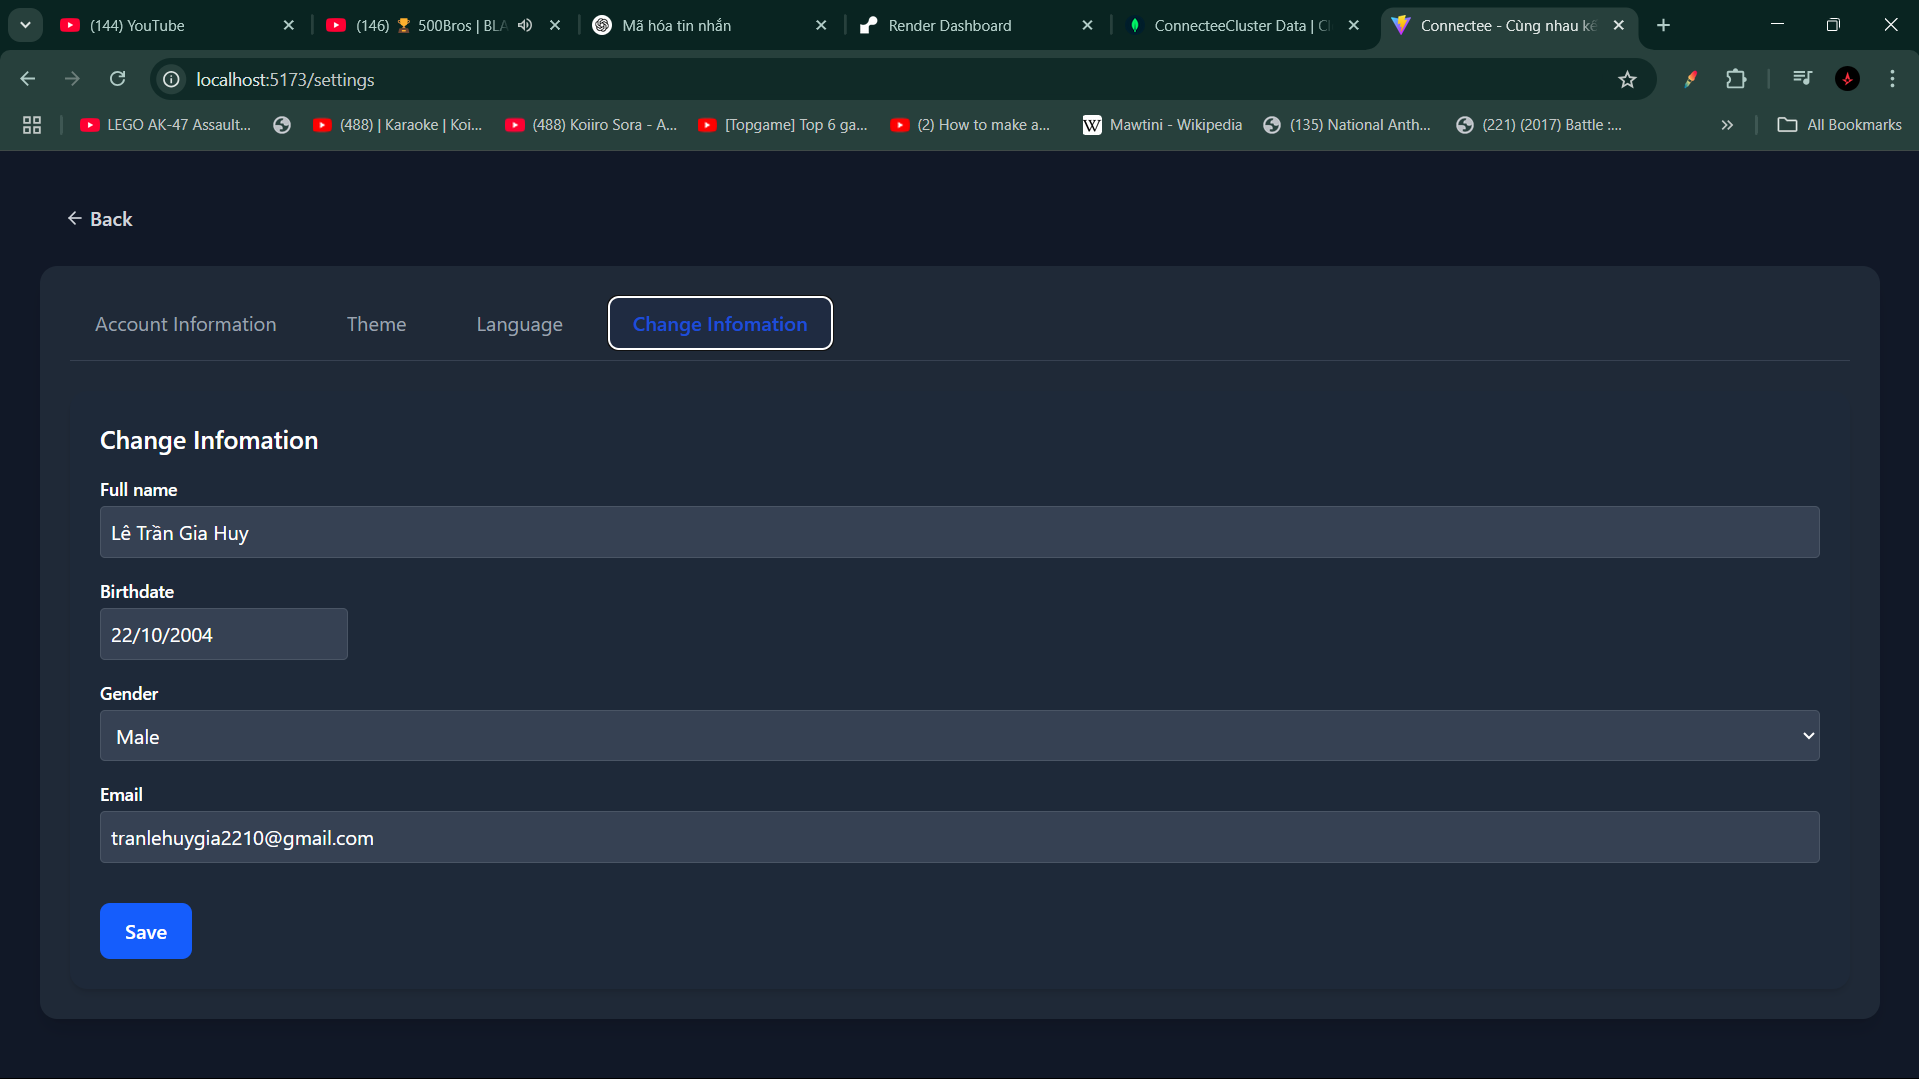 (144) YouTube
(146) 🏆 500Bros | BLA
Mã hóa tin nhắn
Render Dashboard
ConnecteeCluster Data | Cl
Connectee - Cùng nhau kế
localhost:5173/settings
LEGO AK-47 Assault...
(488) | Karaoke | Koi...
(488) Koiiro Sora - A...
[Topgame] Top 6 ga...
(2) How to make a...
W Mawtini - Wikipedia
(135) National Anth...
(221) (2017) Battle :...
All Bookmarks
Back
Account Information
Theme
Language
Change Infomation
Change Infomation
Full name
Lê Trần Gia Huy
Birthdate
22/10/2004
Gender
Male
Email
tranlehuygia2210@gmail.com
Save